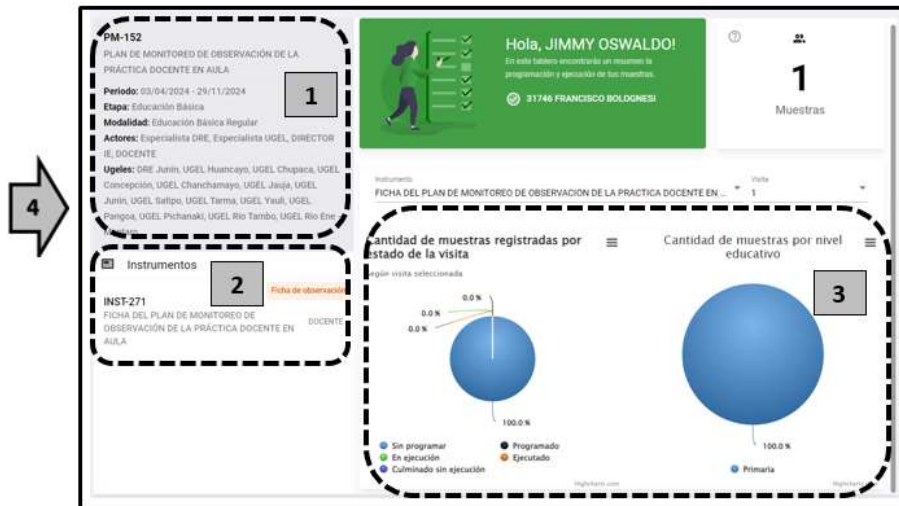 4
PM-152
PLAN DE MONITOREO DE OBSERVACIÓN DE LA
PRÁCTICA DOCENTE EN AULA
Periodo: 03/04/2024 - 29/11/2024
Etapa: Educación Básica
Modalidad: Educación Básica Regular
Actores: Especialista DRE, Especialista UGEL, DIRECTOR
IE, DOCENTE
Ugeles: DRE Junín, UGEL Huancayo, UGEL Chupaca, UGEL
Concepción, UGEL Chanchamayo, UGEL Jauja, UGEL
Junín, UGEL Satipo, UGEL Tarma, UGEL Yauli, UGEL
Pangoa, UGEL Pichanaki, UGEL Río Tambo, UGEL Río Ene -
1
Instrumentos
2
Ficha de observación
INST-271
FICHA DEL PLAN DE MONITOREO DE
OBSERVACIÓN DE LA PRÁCTICA DOCENTE EN
AULA
DOCENTE
Hola, JIMMY OSWALDO!
En este tablero encontrarás un resumen la
programación y ejecución de tus muestras.
31746 FRANCISCO BOLOGNESI
1
Muestras
Instrumento
FICHA DEL PLAN DE MONITOREO DE OBSERVACION DE LA PRACTICA DOCENTE EN ...
Visita
1
Cantidad de muestras registradas por
estado de la visita
Según visita seleccionada
0.0 %
0.0 %
0.0 %
100.0 %
Sin programar
Programado
En ejecución
Ejecutado
Culminado sin ejecución
Highcharts.com
Cantidad de muestras por nivel
educativo
3
100.0 %
Primaria